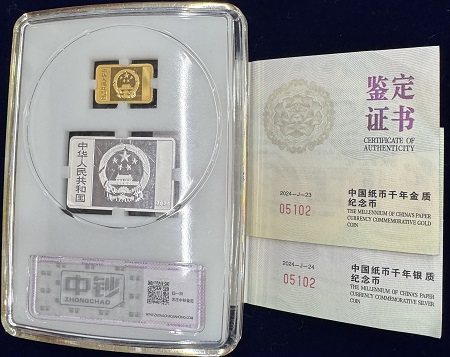 中华人民共和国
2024
中钞
ZHONGCHAO
鉴定
证书
CERTIFICATE OF
AUTHENTICITY
2024-J-23
05102
中国纸币千年金质
纪念币
THE MILLENNIUM OF CHINA'S PAPER
CURRENCY COMMEMORATIVE GOLD
COIN
2024-J-24
05102
中国纸币千年银质
纪念币
THE MILLENNIUM OF CHINA'S PAPER
CURRENCY COMMEMORATIVE SILVER
COIN